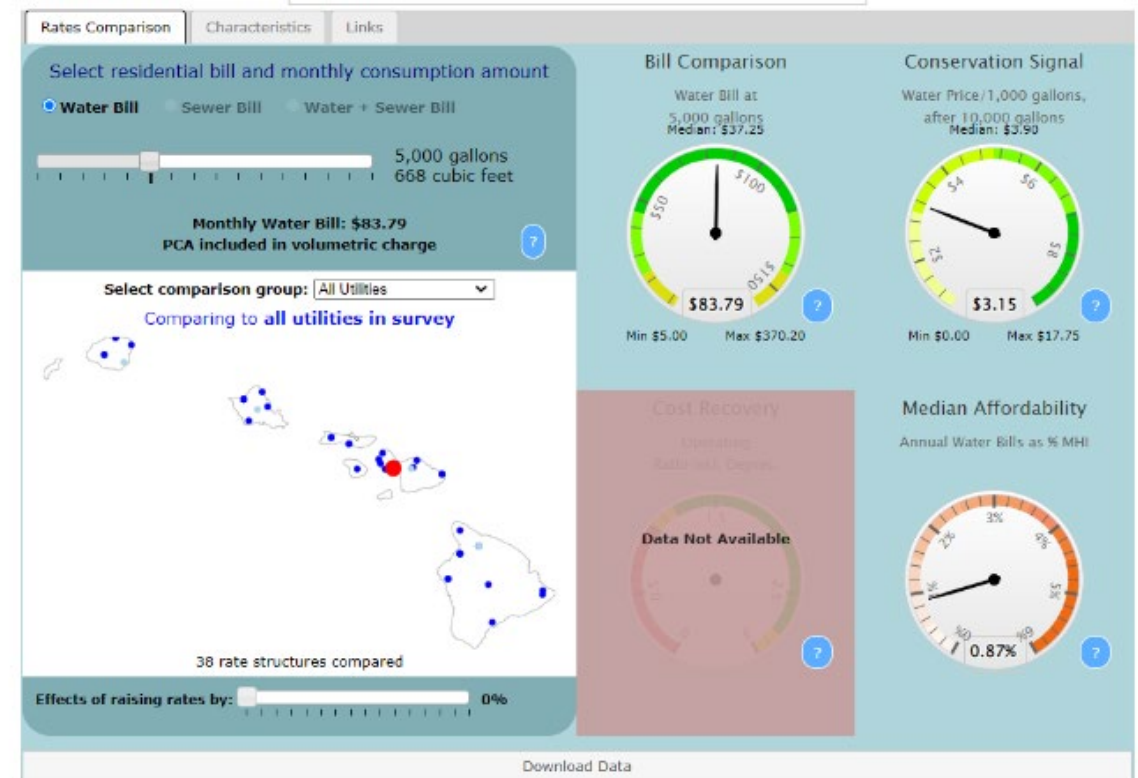 Rates Comparison
Characteristics
Links
Select residential bill and monthly consumption amount
Water Bill
Sewer Bill
Water + Sewer Bill
5,000 gallons
668 cubic feet
Monthly Water Bill: $83.79
PCA included in volumetric charge
?
Select comparison group: All Utilities
Comparing to all utilities in survey
38 rate structures compared
Effects of raising rates by:
0%
Bill Comparison
Water Bill at
5,000 gallons
Median: $37.25
$50
$100
$150
$83.79
?
Min $5.00
Max $370.20
Conservation Signal
Water Price/1,000 gallons,
after 10,000 gallons
Median: $3.90
$2
$4
$6
$8
$3.15
?
Min $0.00
Max $17.75
Cost Recovery
Operating
Data Not Available
?
Median Affordability
Annual Water Bills as % MHI
0%
1%
2%
3%
4%
5%
6%
0.87%
?
Download Data